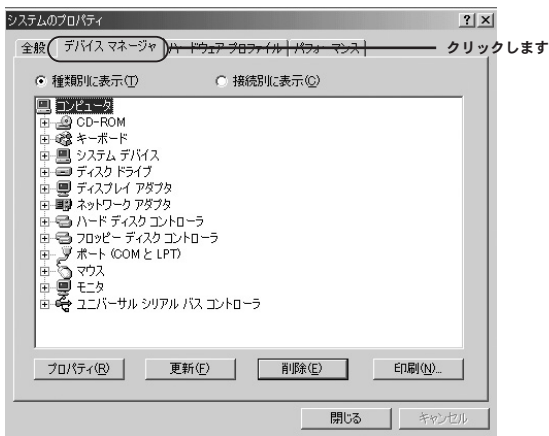 システムのプロパティ
全般 デバイス マネージャ ハードウェア プロファイル パフォーマンス クリックします
種類別に表示(T) 接続別に表示(C)
コンピュータ
CD-ROM
キーボード
システム デバイス
ディスク ドライブ
ディスプレイ アダプタ
ネットワーク アダプタ
ハード ディスク コントローラ
フロッピー ディスク コントローラ
ポート (COM と LPT)
マウス
モニタ
ユニバーサル シリアル バス コントローラ
プロパティ(R) 更新(F) 削除(E) 印刷(N)...
閉じる キャンセル